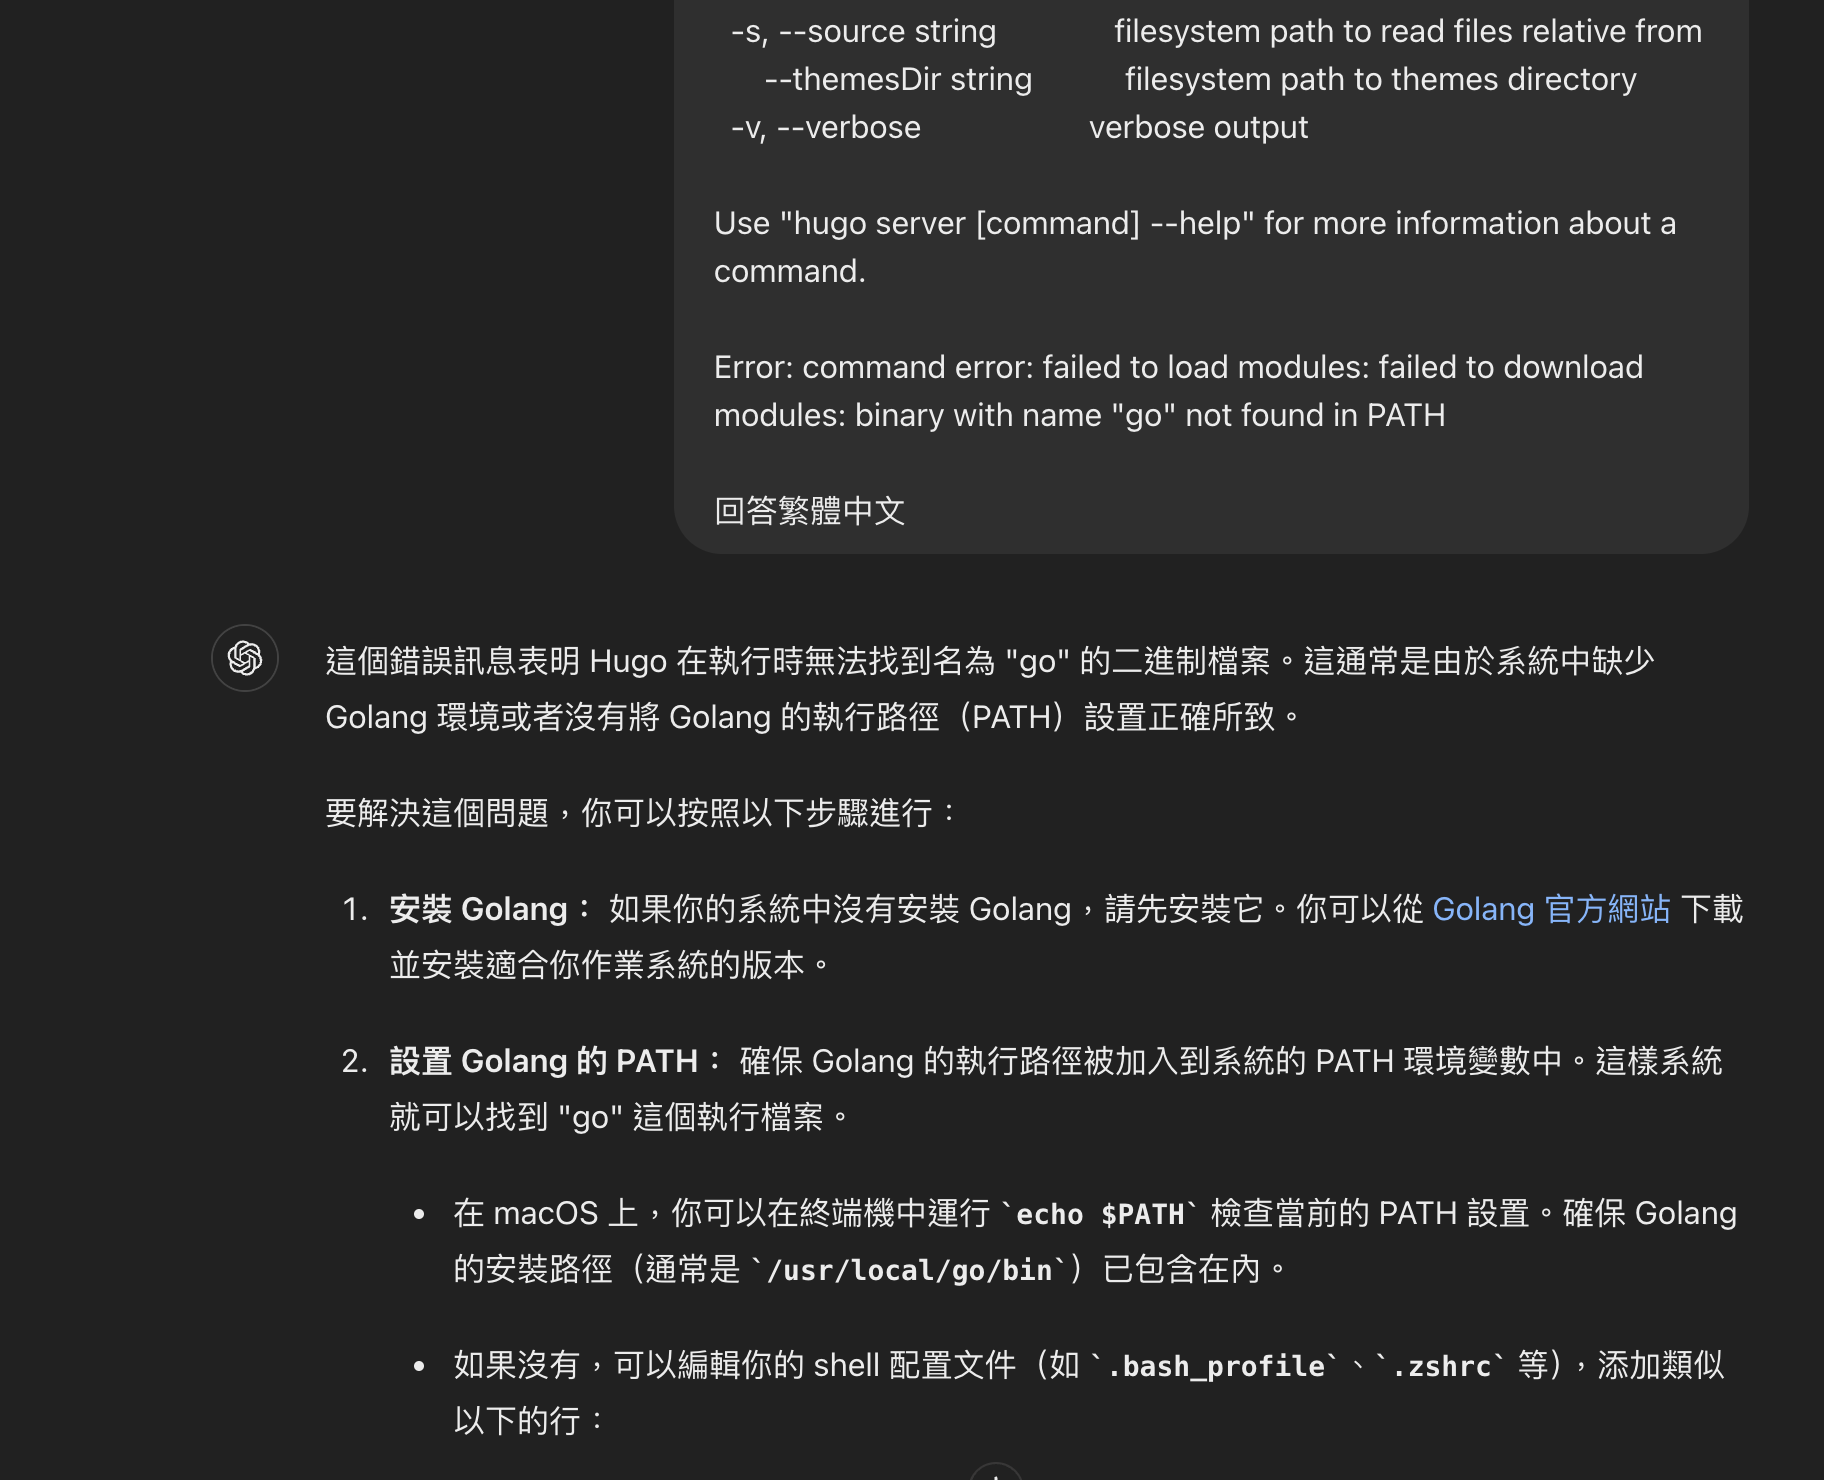 -s, --source string filesystem path to read files relative from
--themesDir string filesystem path to themes directory
-v, --verbose verbose output
Use "hugo server [command] --help" for more information about a
command.
Error: command error: failed to load modules: failed to download
modules: binary with name "go" not found in PATH
回答繁體中文
這個錯誤訊息表明 Hugo 在執行時無法找到名為 "go" 的二進制檔案。這通常是由於系統中缺少
Golang 環境或者沒有將 Golang 的執行路徑（PATH）設置正確所致。
要解決這個問題，你可以按照以下步驟進行：
1. 安裝 Golang： 如果你的系統中沒有安裝 Golang，請先安裝它。你可以從 Golang 官方網站 下載
並安裝適合你作業系統的版本。
2. 設置 Golang 的 PATH： 確保 Golang 的執行路徑被加入到系統的 PATH 環境變數中。這樣系統
就可以找到 "go" 這個執行檔案。
• 在 macOS 上，你可以在終端機中運行 `echo $PATH` 檢查當前的 PATH 設置。確保 Golang
的安裝路徑（通常是 `/usr/local/go/bin`）已包含在內。
• 如果沒有，可以編輯你的 shell 配置文件（如 `.bash_profile`、`.zshrc` 等），添加類似
以下的行：